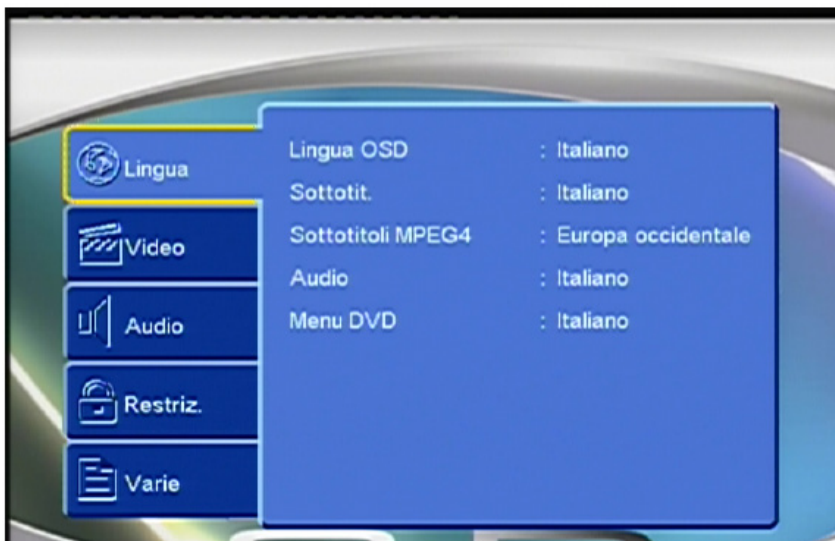 Lingua
Video
Audio
Restriz.
Varie
Lingua OSD : Italiano
Sottotit. : Italiano
Sottotitoli MPEG4 : Europa occidentale
Audio : Italiano
Menu DVD : Italiano